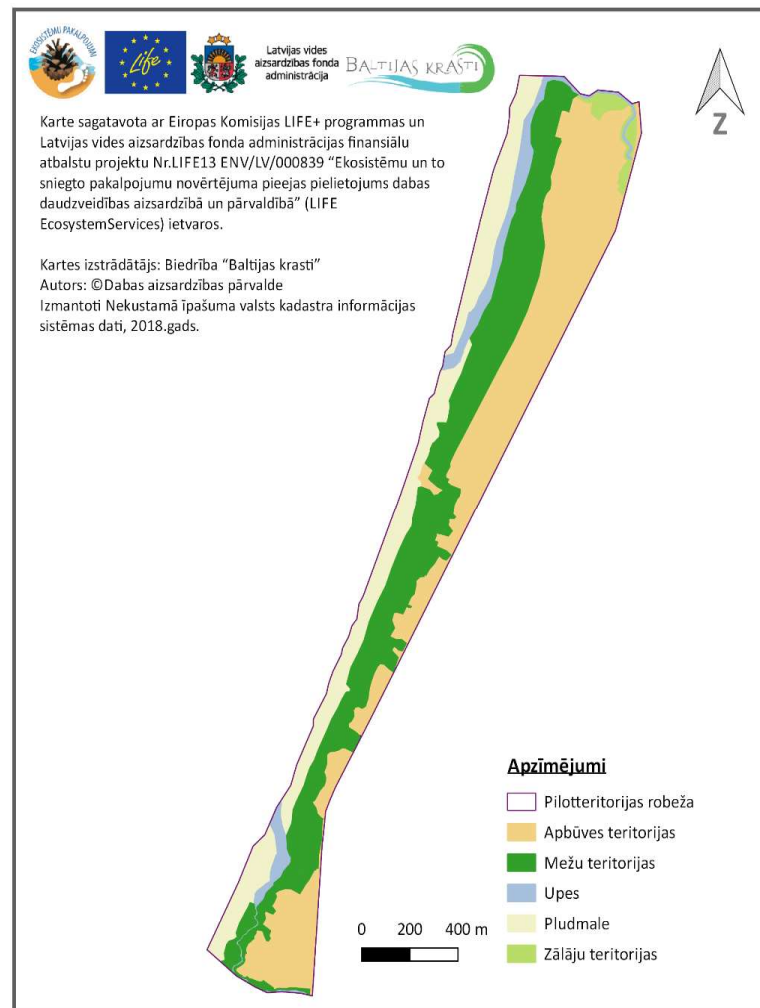 EKOSISTĒMU PAKALPOJUMI
Life
Latvijas vides
aizsardzības fonda
administrācija
BALTIJAS KRASTI
Karte sagatavota ar Eiropas Komisijas LIFE+ programmas un
Latvijas vides aizsardzības fonda administrācijas finansiālu
atbalstu projektu Nr.LIFE13 ENV/LV/000839 “Ekosistēmu un to
sniegto pakalpojumu novērtējuma pieejas pielietojums dabas
daudzveidības aizsardzībā un pārvaldībā” (LIFE
EcosystemServices) ietvaros.
Kartes izstrādātājs: Biedrība “Baltijas krasti”
Autors: ©Dabas aizsardzības pārvalde
Izmantoti Nekustamā īpašuma valsts kadastra informācijas
sistēmas dati, 2018.gads.
Z
Apzīmējumi
Pilotteritorijas robeža
Apbūves teritorijas
Mežu teritorijas
Upes
Pludmale
Zālāju teritorijas
0 200 400 m